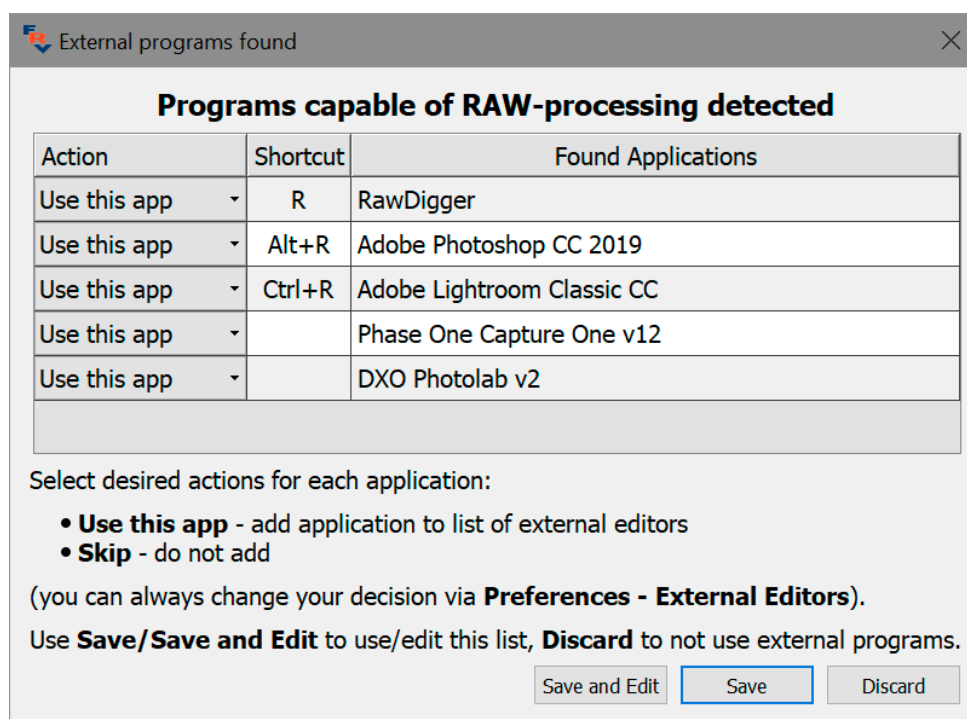 FRV External programs found
Programs capable of RAW-processing detected
Action Shortcut Found Applications
Use this app R RawDigger
Use this app Alt+R Adobe Photoshop CC 2019
Use this app Ctrl+R Adobe Lightroom Classic CC
Use this app Phase One Capture One v12
Use this app DXO Photolab v2
Select desired actions for each application:
• Use this app - add application to list of external editors
• Skip - do not add
(you can always change your decision via Preferences - External Editors).
Use Save/Save and Edit to use/edit this list, Discard to not use external programs.
Save and Edit Save Discard